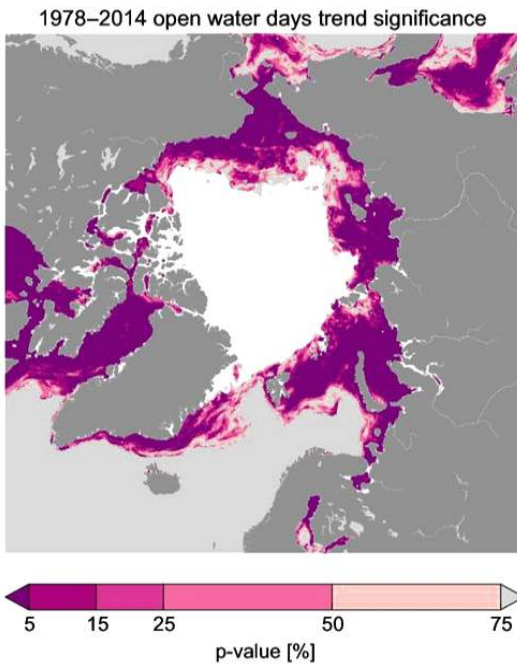 1978–2014 open water days trend significance
5 15 25 50 75
p-value [%]